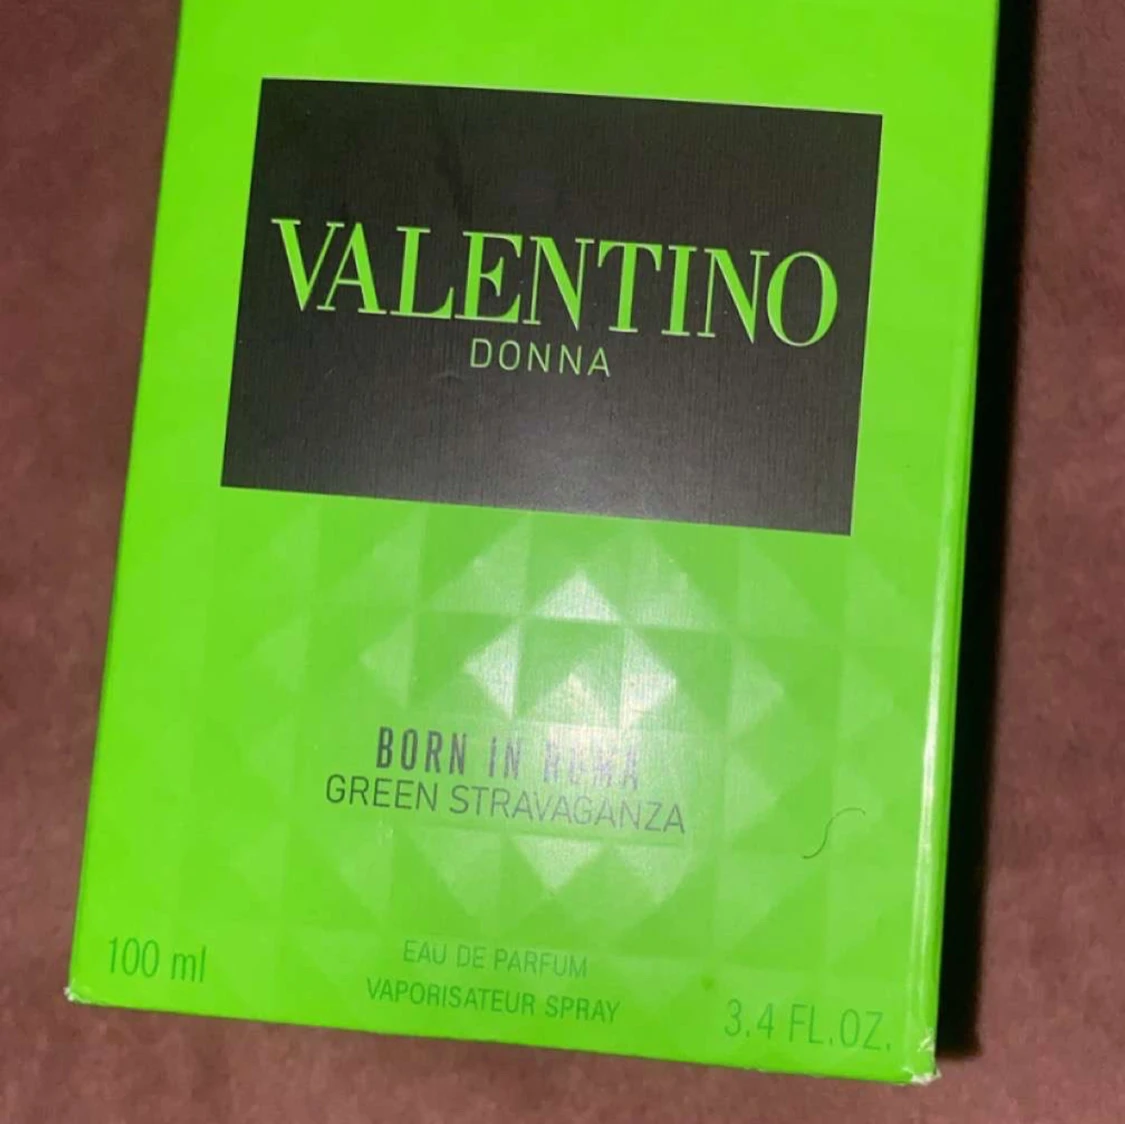 VALENTINO
DONNA
BORN IN ROMA
GREEN STRAVAGANZA
100 ml
EAU DE PARFUM
VAPORISATEUR SPRAY
3.4 FL.OZ.